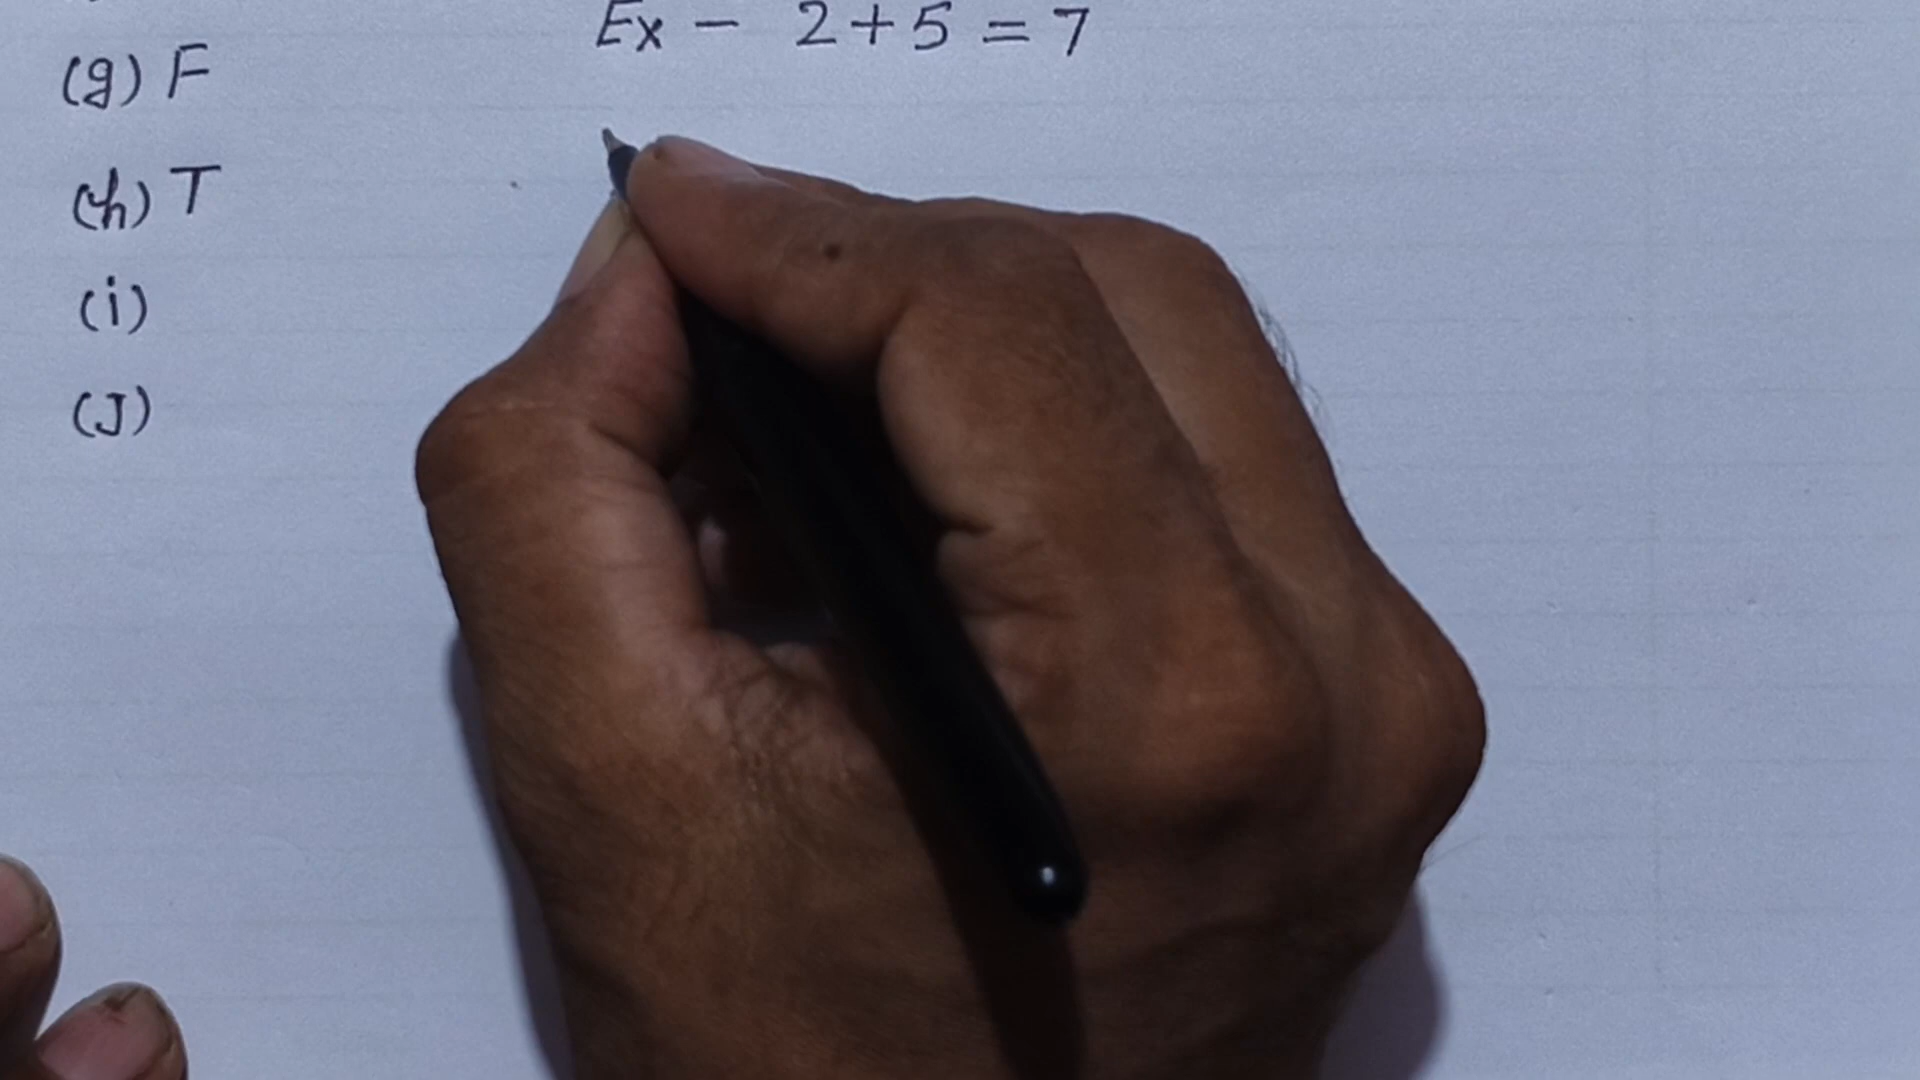 Ex - 2+5 = 7
(g) F
(h) T
(i)
(J)